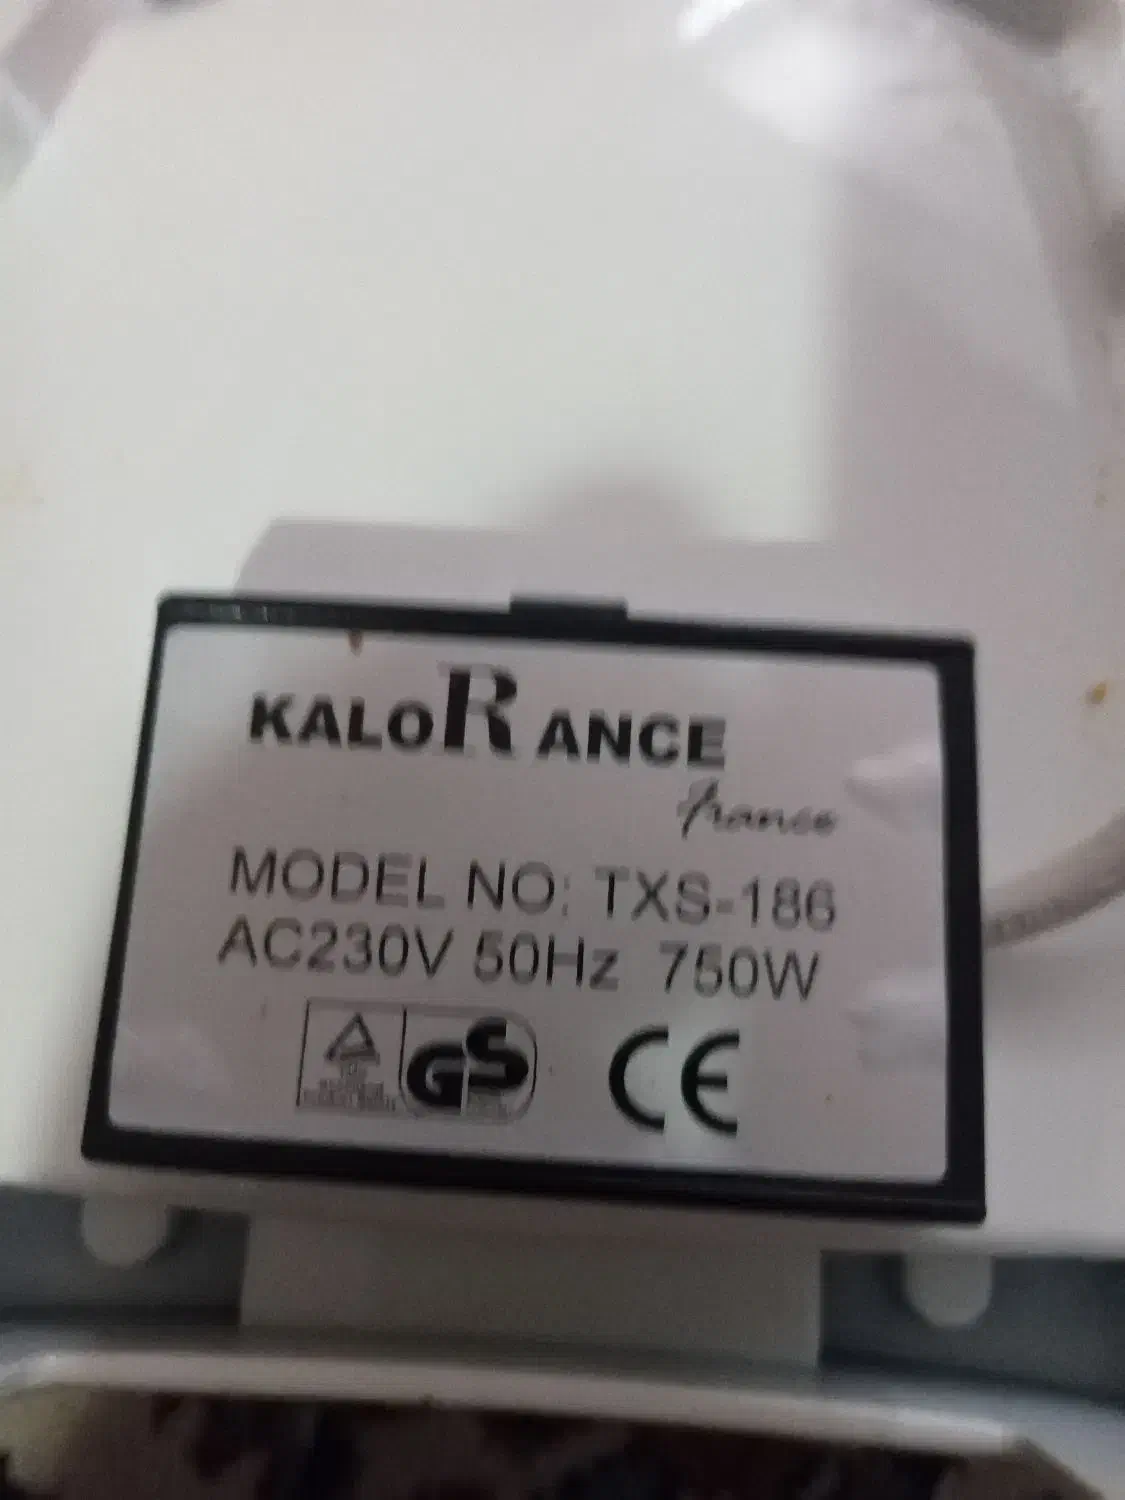 KALORANCE
france
MODEL NO: TXS-186
AC230V 50Hz 750W
GS CE